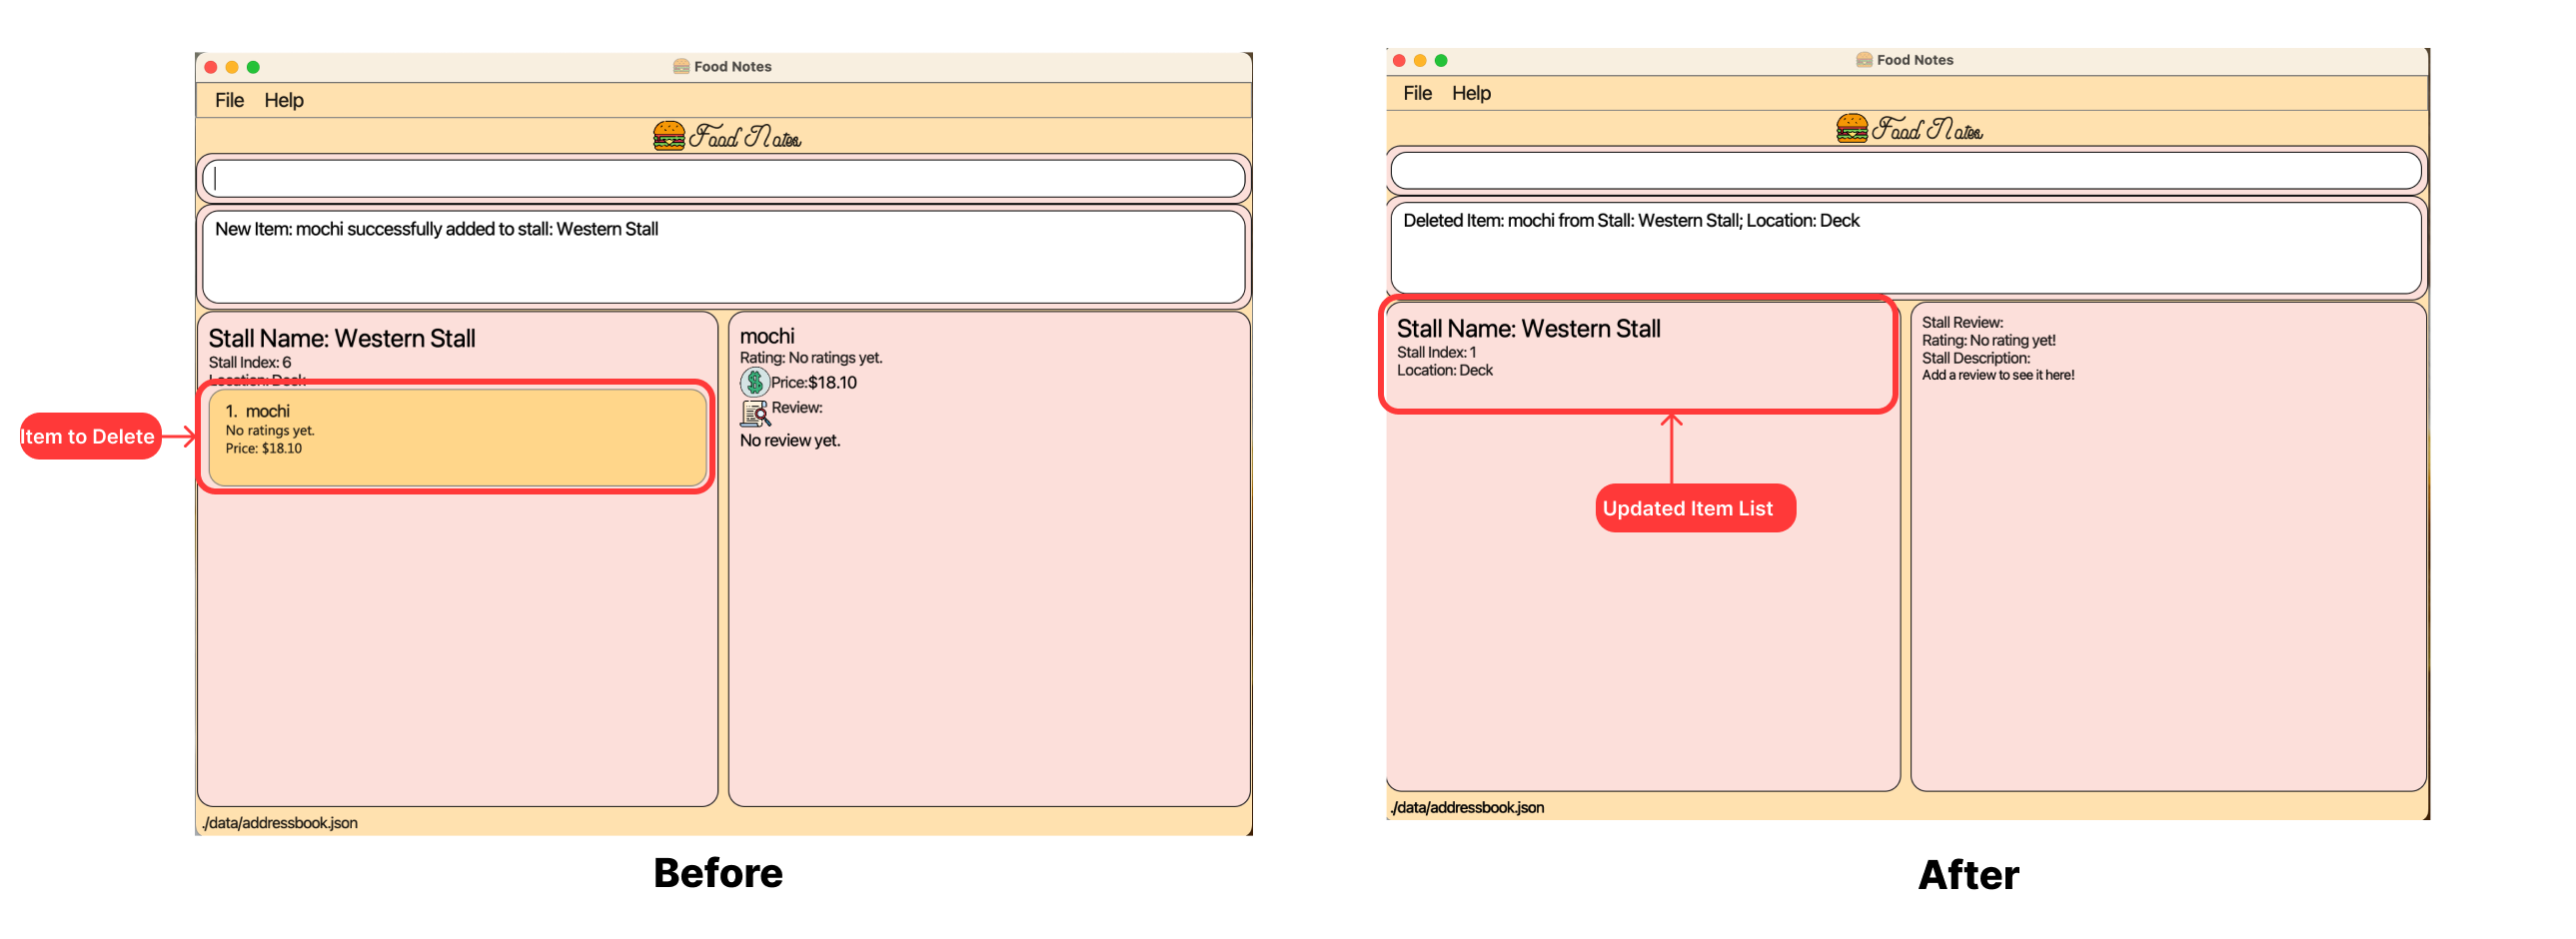 Food Notes
File Help
Food Notes
New Item: mochi successfully added to stall: Western Stall
Stall Name: Western Stall
Stall Index: 6
Location: Deck
1. mochi
No ratings yet.
Price: $18.10
Item to Delete
mochi
Rating: No ratings yet.
Price:$18.10
Review:
No review yet.
./data/addressbook.json
Before
Food Notes
File Help
Food Notes
Deleted Item: mochi from Stall: Western Stall; Location: Deck
Stall Name: Western Stall
Stall Index: 1
Location: Deck
Updated Item List
Stall Review:
Rating: No rating yet!
Stall Description:
Add a review to see it here!
./data/addressbook.json
After